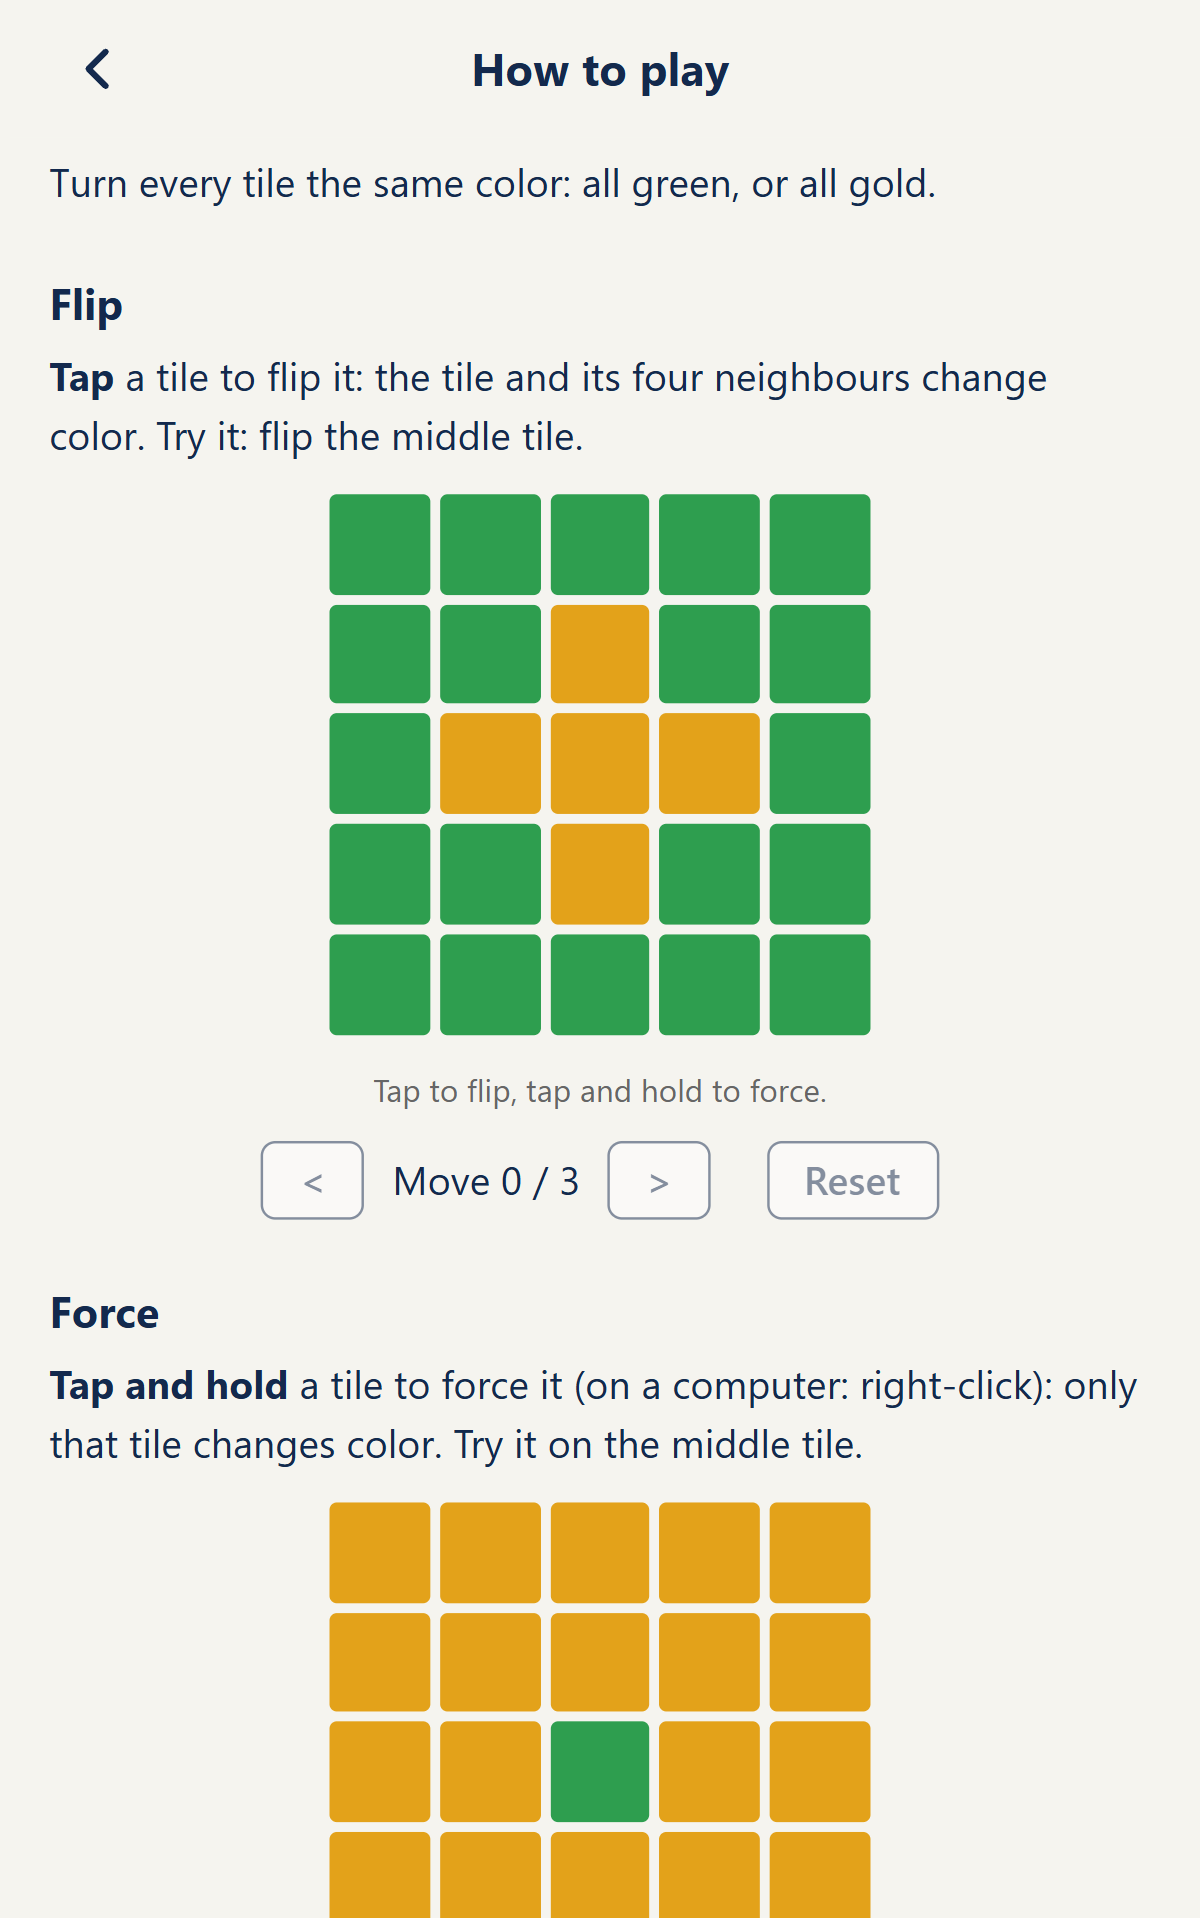 How to play
Turn every tile the same color: all green, or all gold.
Flip
Tap a tile to flip it: the tile and its four neighbours change
color. Try it: flip the middle tile.
Tap to flip, tap and hold to force.
< Move 0 / 3 > Reset
Force
Tap and hold a tile to force it (on a computer: right-click): only
that tile changes color. Try it on the middle tile.